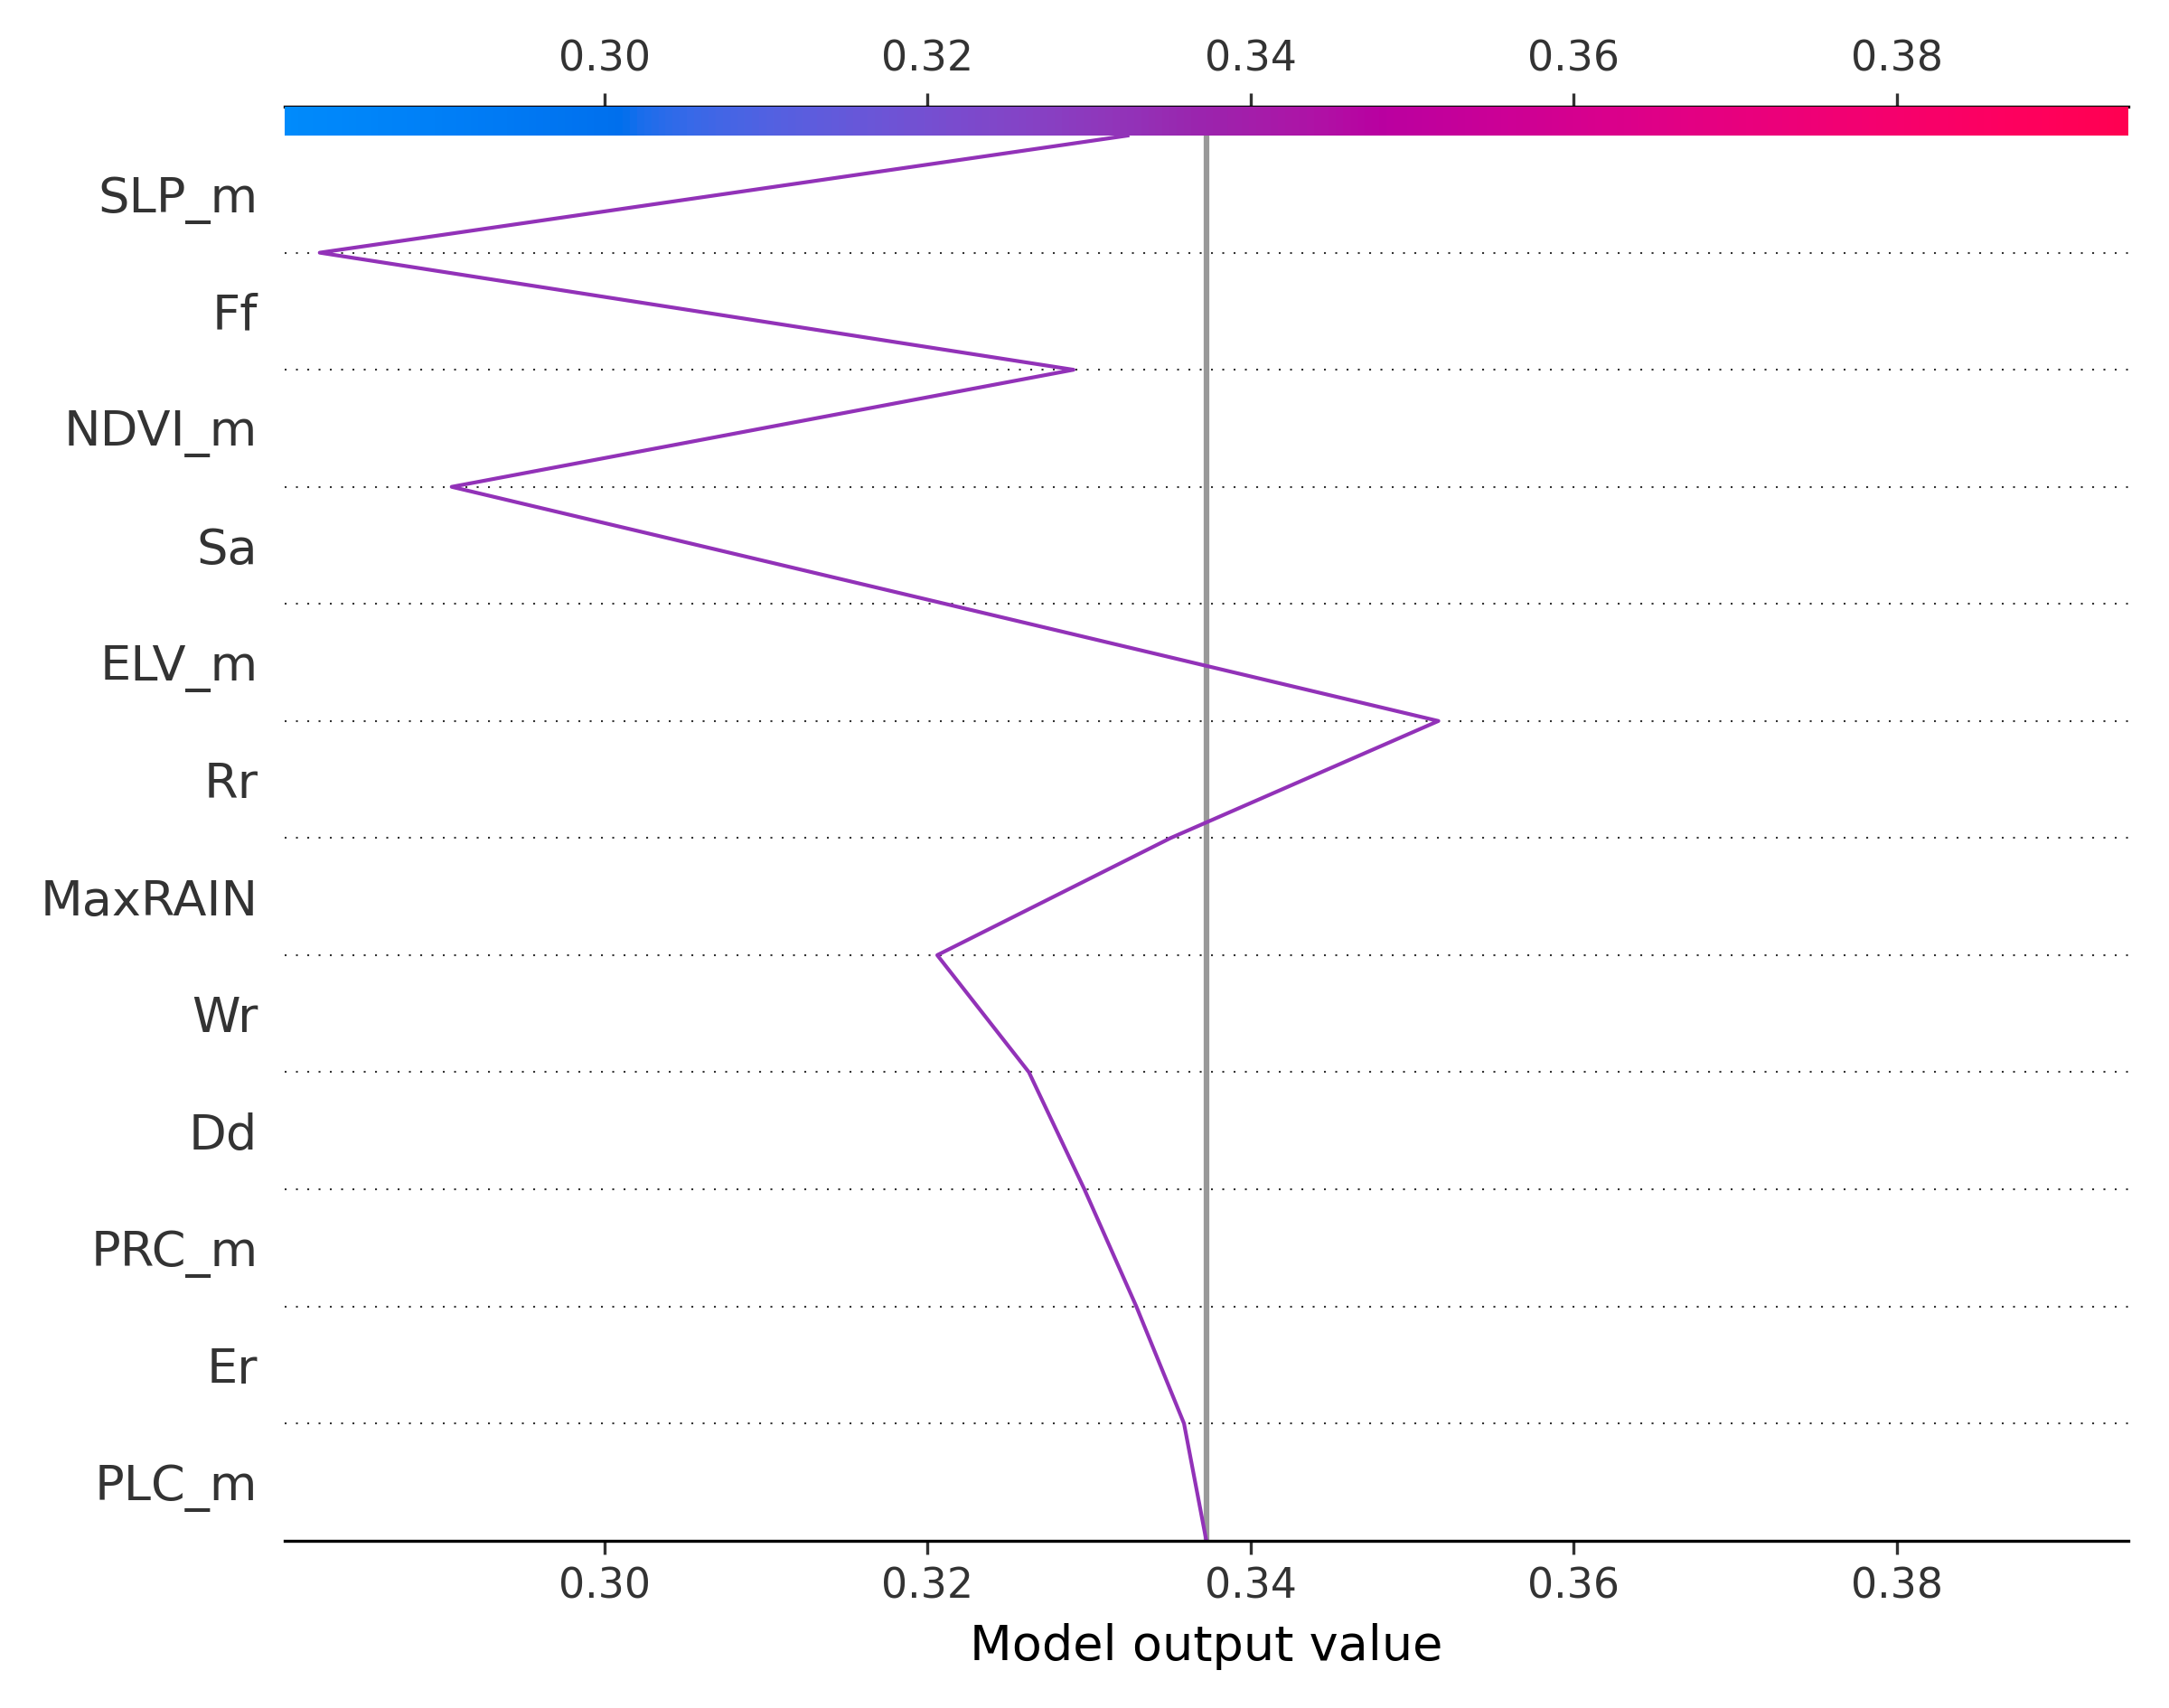 0.30 0.32 0.34 0.36 0.38
SLP_m
Ff
NDVI_m
Sa
ELV_m
Rr
MaxRAIN
Wr
Dd
PRC_m
Er
PLC_m
0.30 0.32 0.34 0.36 0.38
Model output value